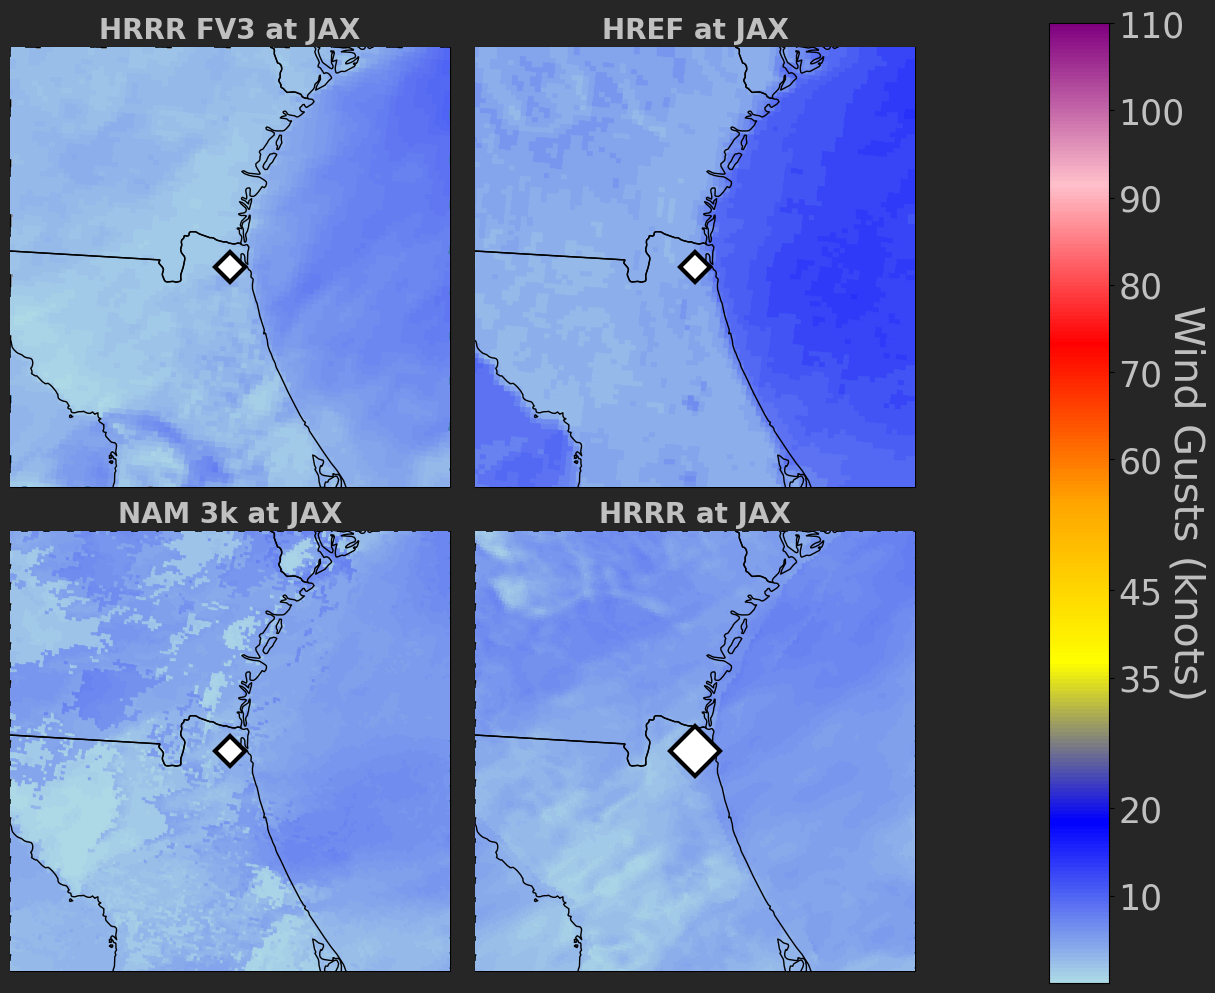 HRRR FV3 at JAX
HREF at JAX
NAM 3k at JAX
HRRR at JAX
110
100
90
80
70
60
45
35
20
10
Wind Gusts (knots)